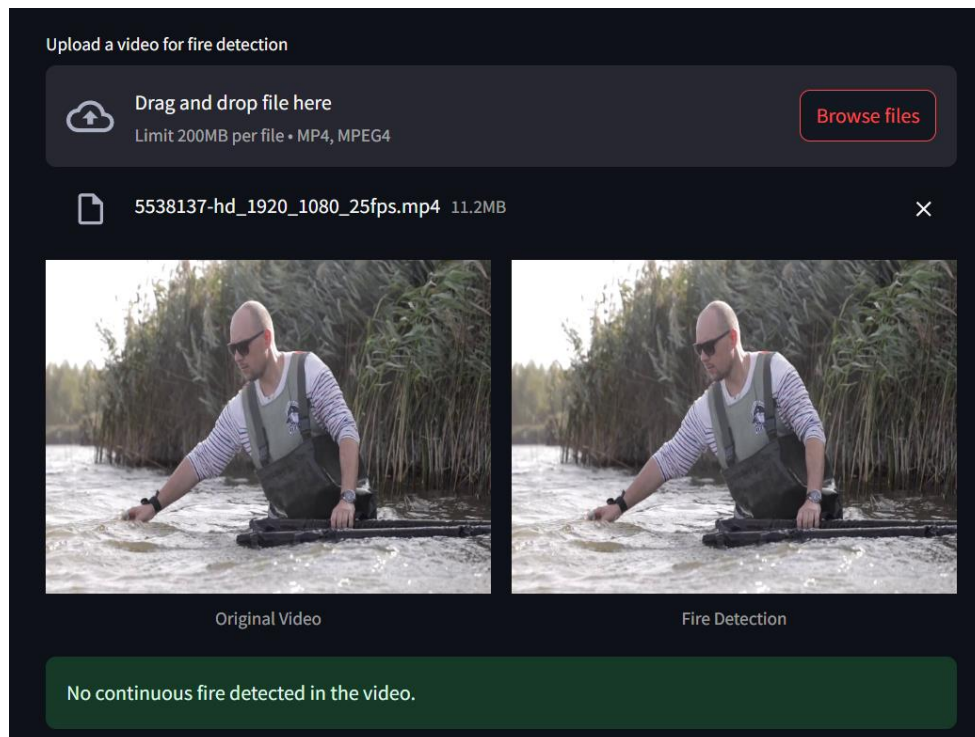 Upload a video for fire detection
Drag and drop file here
Limit 200MB per file • MP4, MPEG4
Browse files
5538137-hd_1920_1080_25fps.mp4 11.2MB
Original Video
Fire Detection
No continuous fire detected in the video.